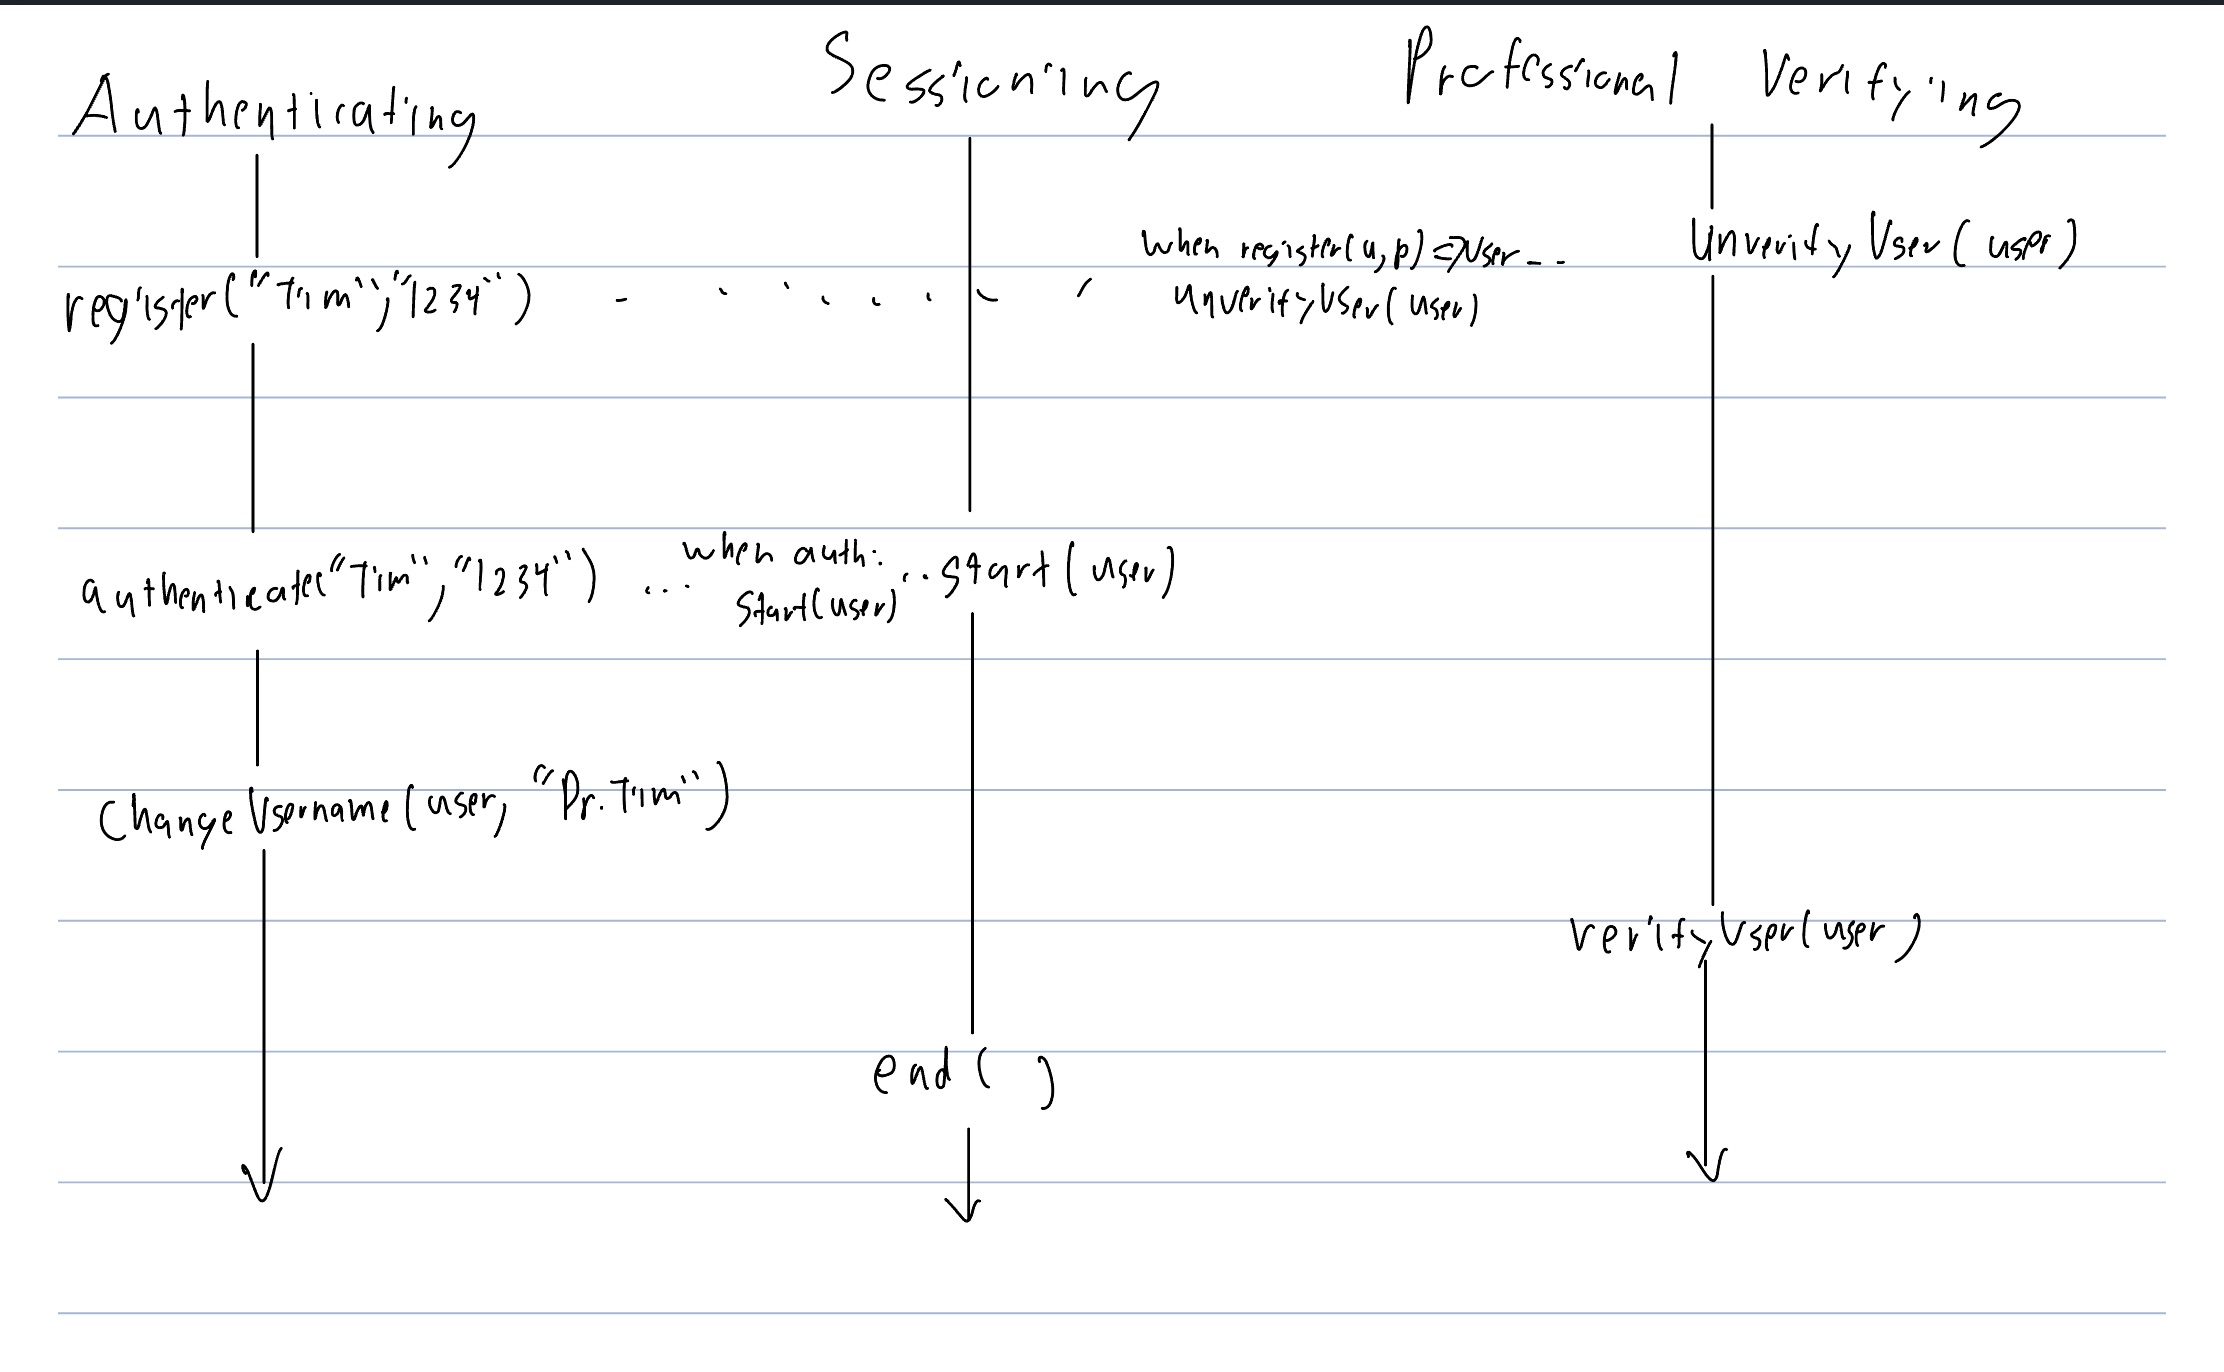 Authenticating
Sessioning
Professional Verifying
register("Tim","1234")
when register(u,p)=>User
unverifyUser(user)
UnverifyUser(user)
authenticate("Tim","1234")
when auth:
start(user)
start(user)
ChangeUsername(user, "Dr.Tim")
verifyUser(user)
end( )